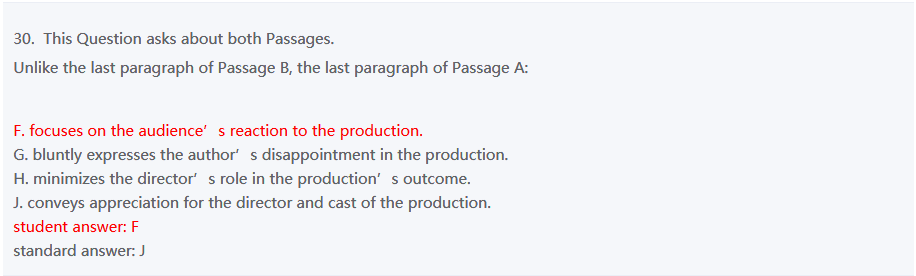 30. This Question asks about both Passages.
Unlike the last paragraph of Passage B, the last paragraph of Passage A:
F. focuses on the audience’ s reaction to the production.
G. bluntly expresses the author’ s disappointment in the production.
H. minimizes the director’ s role in the production’ s outcome.
J. conveys appreciation for the director and cast of the production.
student answer: F
standard answer: J